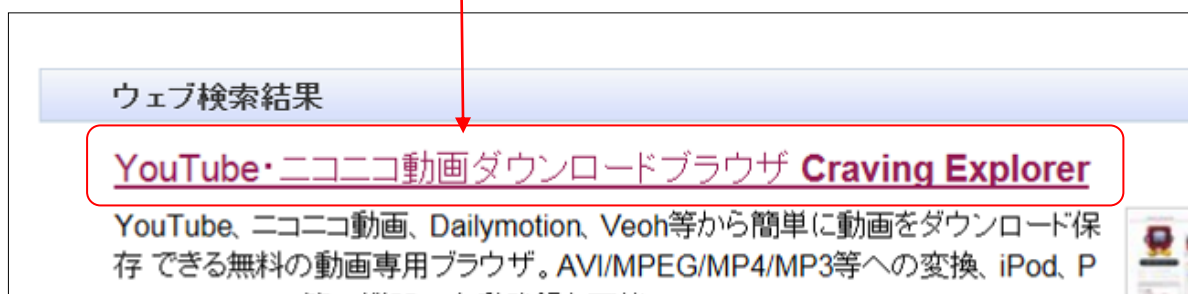 ウェブ検索結果
YouTube・ニコニコ動画ダウンロードブラウザ Craving Explorer
YouTube、ニコニコ動画、Dailymotion、Veoh等から簡単に動画をダウンロード保
存 できる無料の動画専用ブラウザ。AVI/MPEG/MP4/MP3等への変換、iPod、P